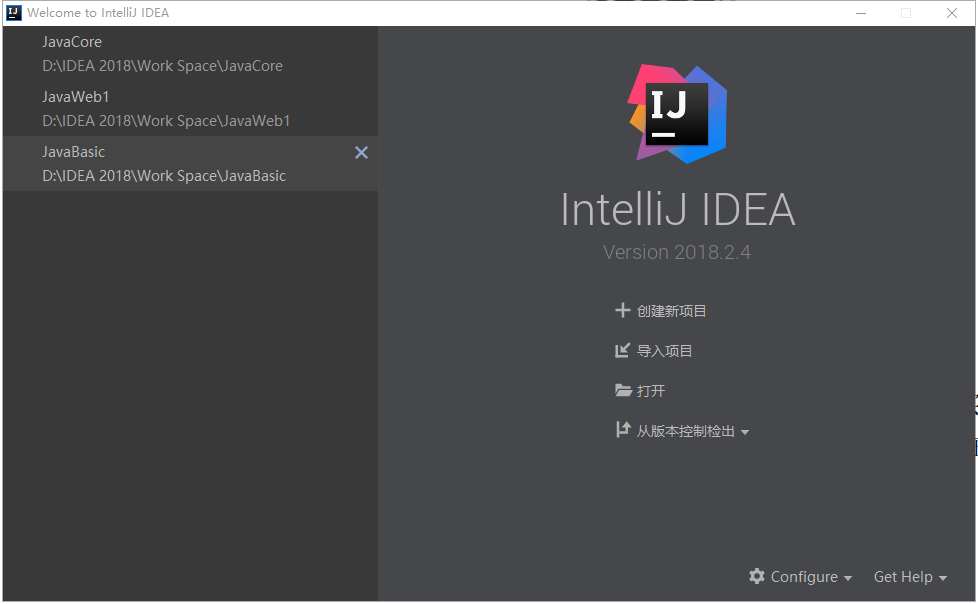 Welcome to IntelliJ IDEA
JavaCore
D:\IDEA 2018\Work Space\JavaCore
JavaWeb1
D:\IDEA 2018\Work Space\JavaWeb1
JavaBasic
D:\IDEA 2018\Work Space\JavaBasic
IJ
IntelliJ IDEA
Version 2018.2.4
创建新项目
导入项目
打开
从版本控制检出
Configure
Get Help